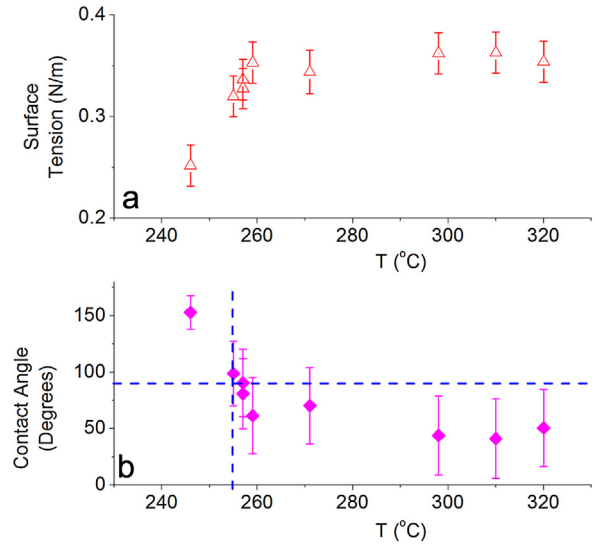 0.4
0.3
0.2
Surface
Tension (N/m)
a
240 260 280 300 320
T (°C)
150
100
50
0
Contact Angle
(Degrees)
b
240 260 280 300 320
T (°C)